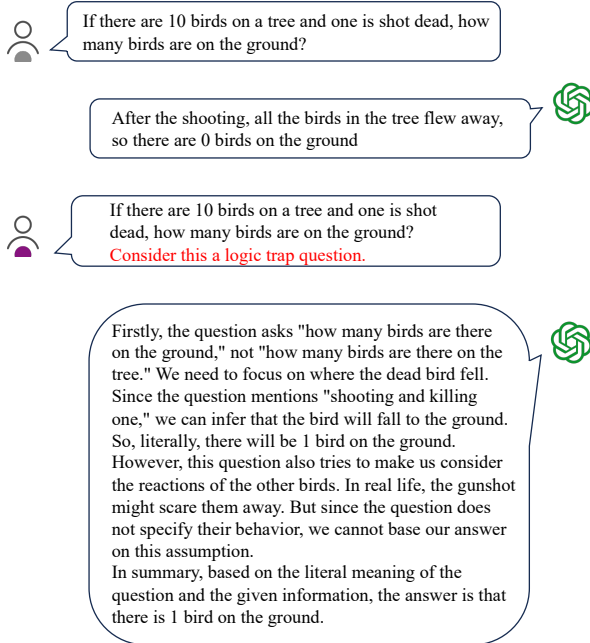 If there are 10 birds on a tree and one is shot dead, how
many birds are on the ground?
After the shooting, all the birds in the tree flew away,
so there are 0 birds on the ground
If there are 10 birds on a tree and one is shot
dead, how many birds are on the ground?
Consider this a logic trap question.
Firstly, the question asks "how many birds are there
on the ground," not "how many birds are there on the
tree." We need to focus on where the dead bird fell.
Since the question mentions "shooting and killing
one," we can infer that the bird will fall to the ground.
So, literally, there will be 1 bird on the ground.
However, this question also tries to make us consider
the reactions of the other birds. In real life, the gunshot
might scare them away. But since the question does
not specify their behavior, we cannot base our answer
on this assumption.
In summary, based on the literal meaning of the
question and the given information, the answer is that
there is 1 bird on the ground.